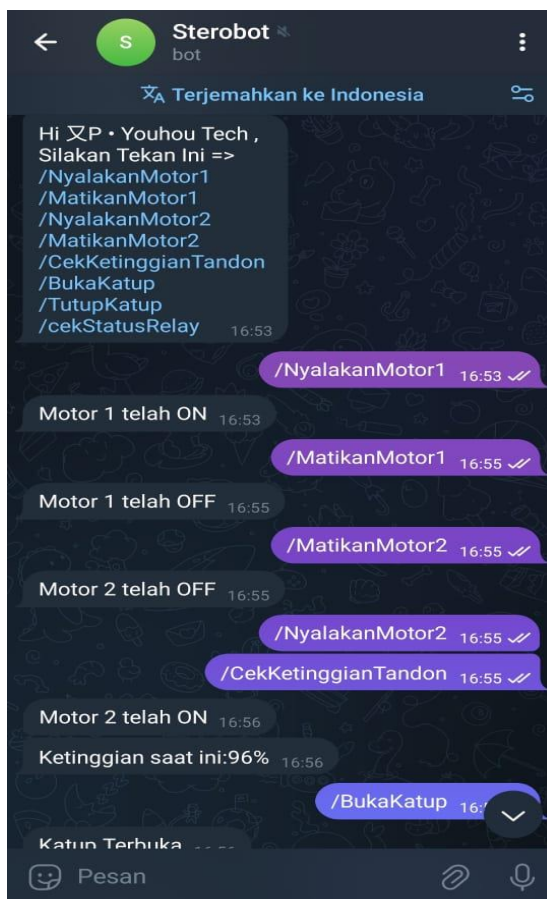 S
Sterobot
bot
Terjemahkan ke Indonesia
Hi 又P • Youhou Tech ,
Silakan Tekan Ini =>
/NyalakanMotor1
/MatikanMotor1
/NyalakanMotor2
/MatikanMotor2
/CekKetinggianTandon
/BukaKatup
/TutupKatup
/cekStatusRelay 16:53
/NyalakanMotor1 16:53
Motor 1 telah ON 16:53
/MatikanMotor1 16:55
Motor 1 telah OFF 16:55
/MatikanMotor2 16:55
Motor 2 telah OFF 16:55
/NyalakanMotor2 16:55
/CekKetinggianTandon 16:55
Motor 2 telah ON 16:56
Ketinggian saat ini:96% 16:56
/BukaKatup
Katup Terbuka
Pesan